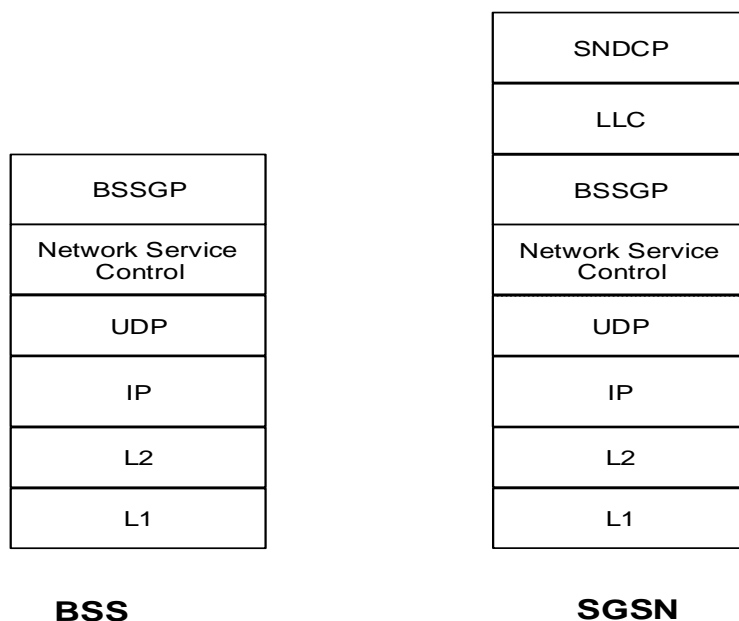 SNDCP
LLC
BSSGP
BSSGP
Network Service
Control
Network Service
Control
UDP
UDP
IP
IP
L2
L2
L1
L1
BSS
SGSN